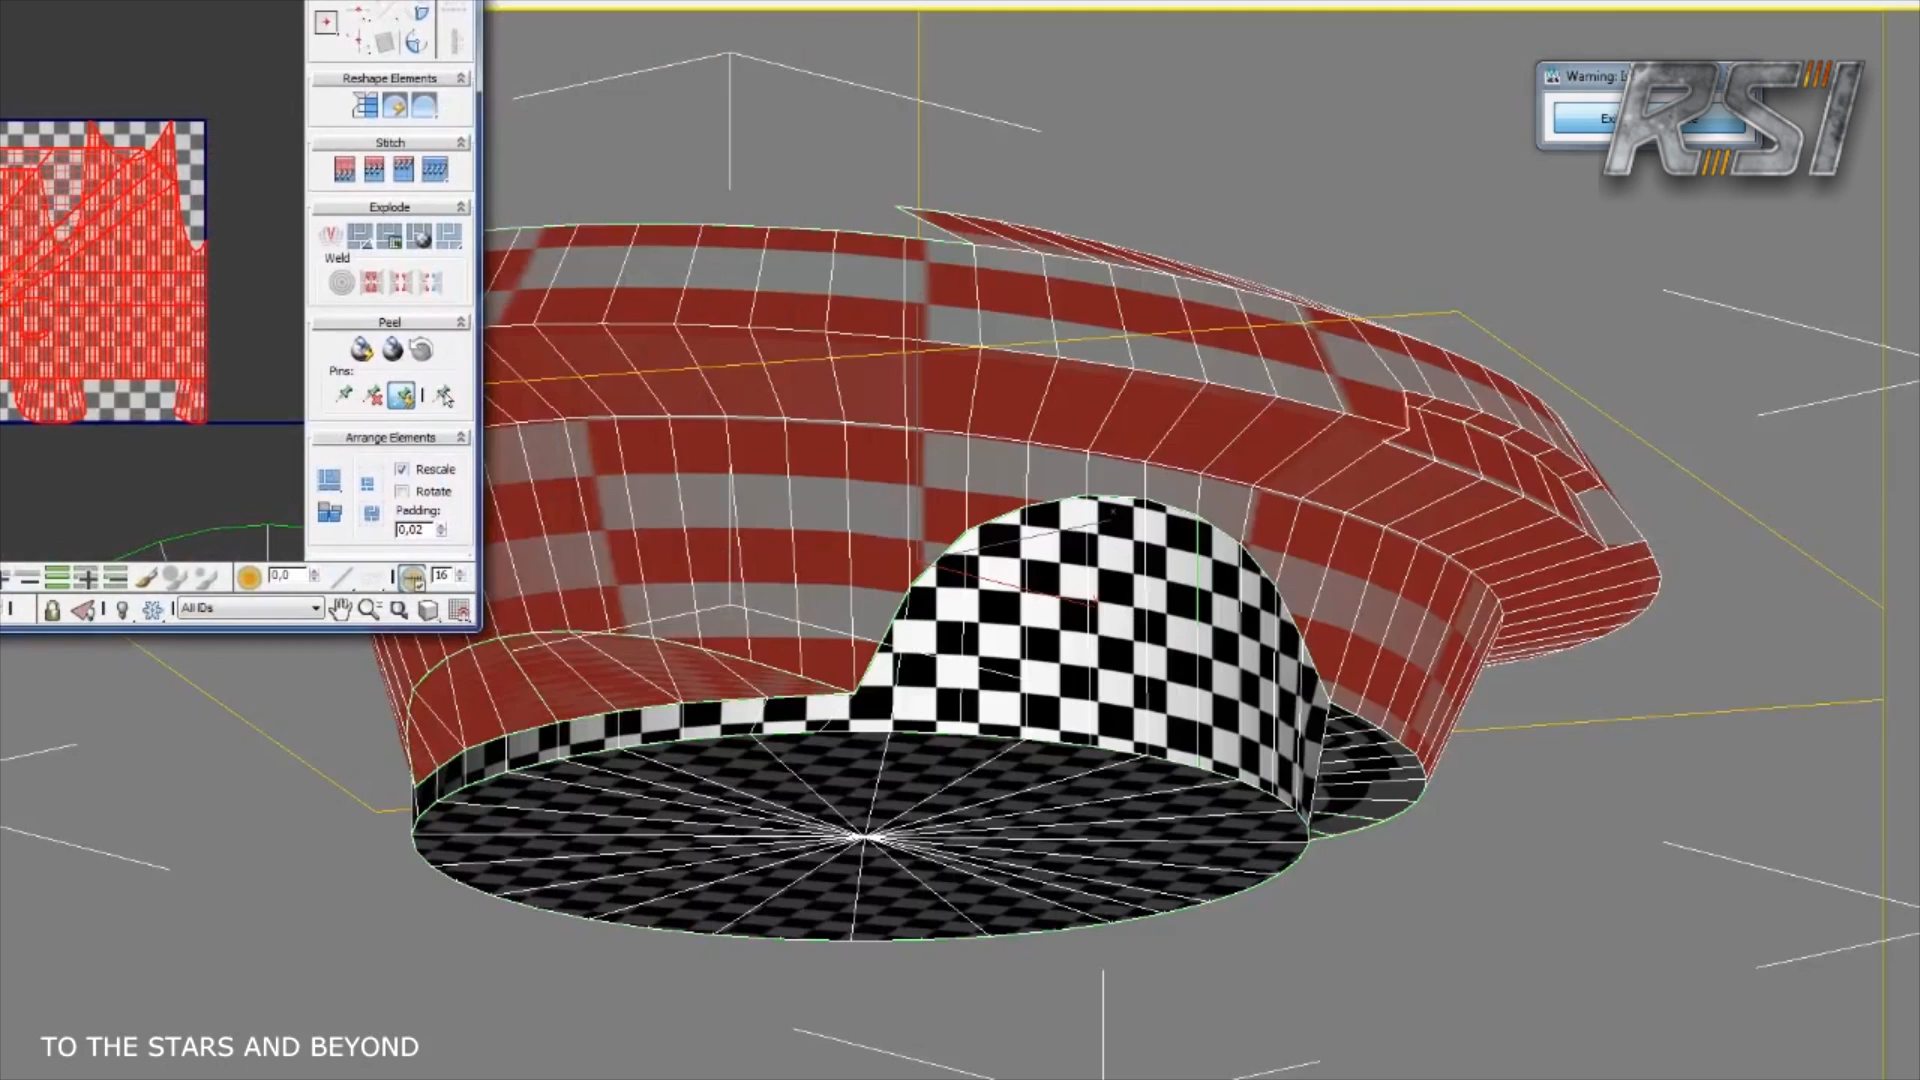 Reshape Elements
Stitch
Explode
Weld
Peel
Pins:
Arrange Elements
Rescale
Rotate
Padding:
0,02
0,0
16
All IDs
Warning:
RSI
TO THE STARS AND BEYOND